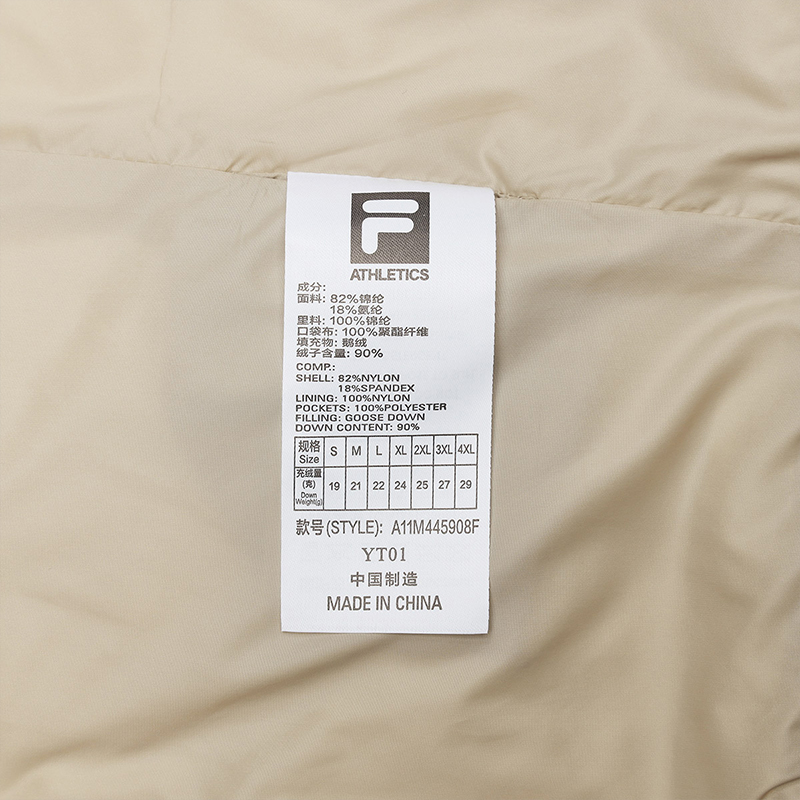 F
ATHLETICS
成分:
面料: 82%锦纶
18%氨纶
里料: 100%锦纶
口袋布: 100%聚酯纤维
填充物: 鹅绒
绒子含量: 90%
COMP.:
SHELL: 82%NYLON
18%SPANDEX
LINING: 100%NYLON
POCKETS: 100%POLYESTER
FILLING: GOOSE DOWN
DOWN CONTENT: 90%
规格 Size S M L XL 2XL 3XL 4XL
充绒量 (克) Down Weight(g) 19 21 22 24 25 27 29
款号(STYLE): A11M445908F
YT01
中国制造
MADE IN CHINA